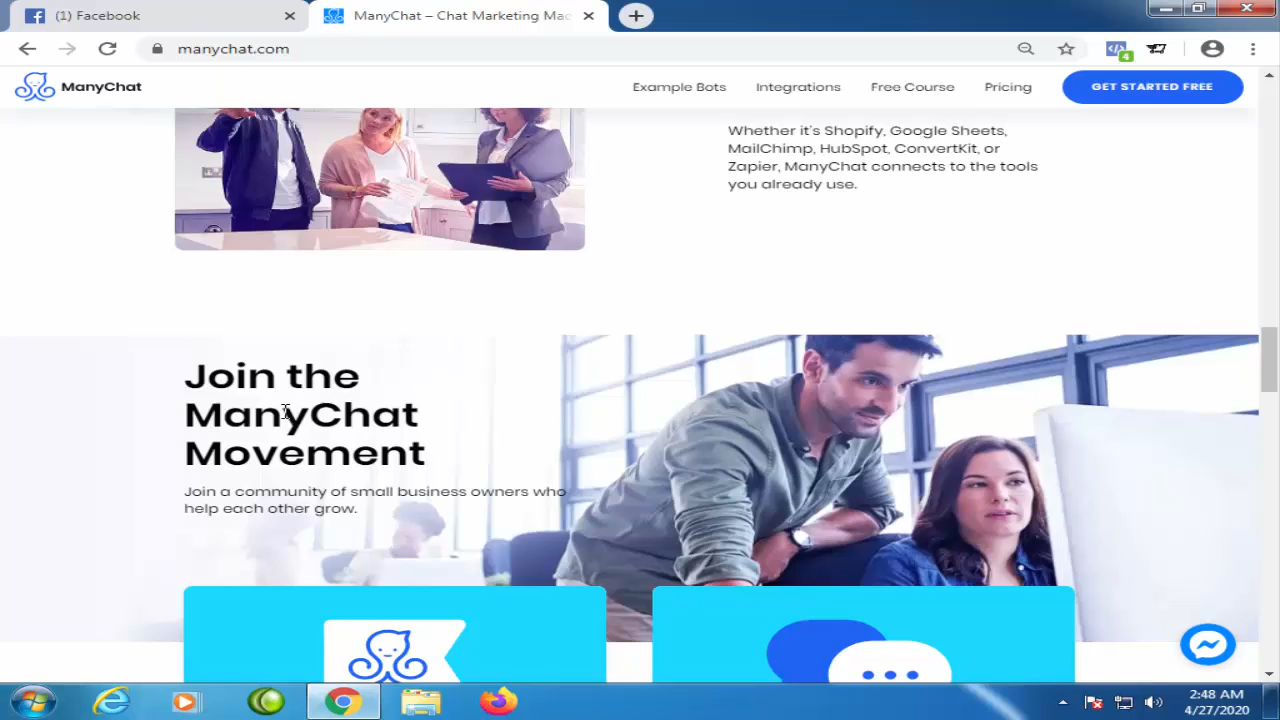 (1) Facebook
ManyChat – Chat Marketing Mac
manychat.com
4
ManyChat
Example Bots
Integrations
Free Course
Pricing
GET STARTED FREE
Whether it's Shopify, Google Sheets,
MailChimp, HubSpot, ConvertKit, or
Zapier, ManyChat connects to the tools
you already use.
Join the
ManyChat
Movement
Join a community of small business owners who
help each other grow.
2:48 AM
4/27/2020